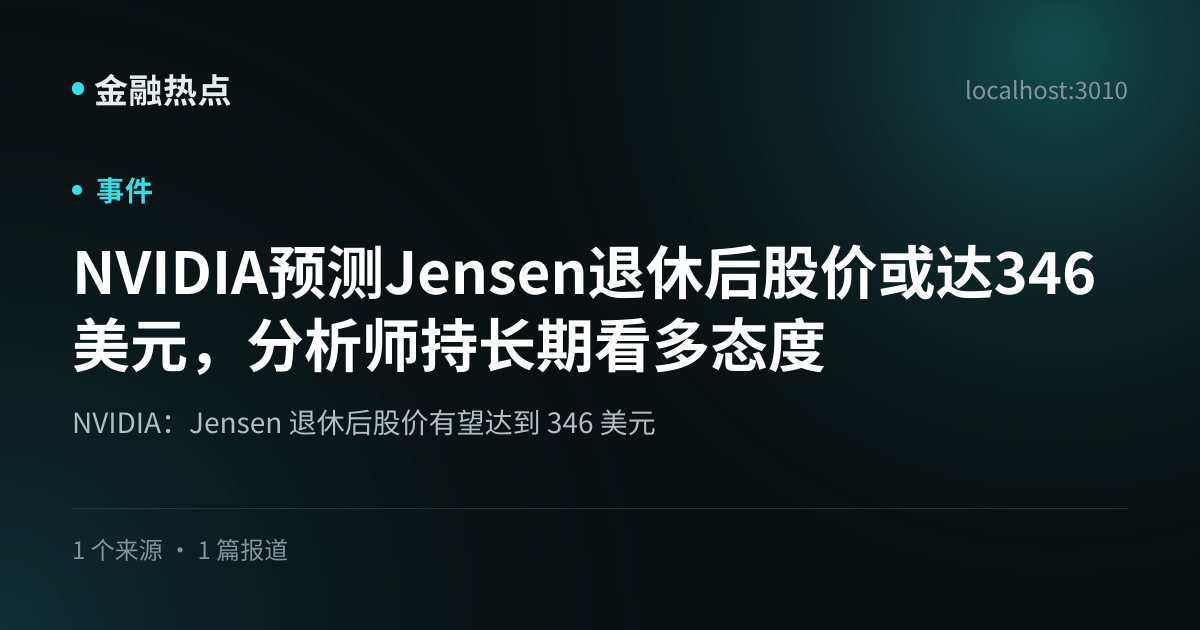 金融热点
localhost:3010
事件
NVIDIA预测Jensen退休后股价或达346
美元，分析师持长期看多态度
NVIDIA：Jensen 退休后股价有望达到 346 美元
1 个来源 · 1 篇报道